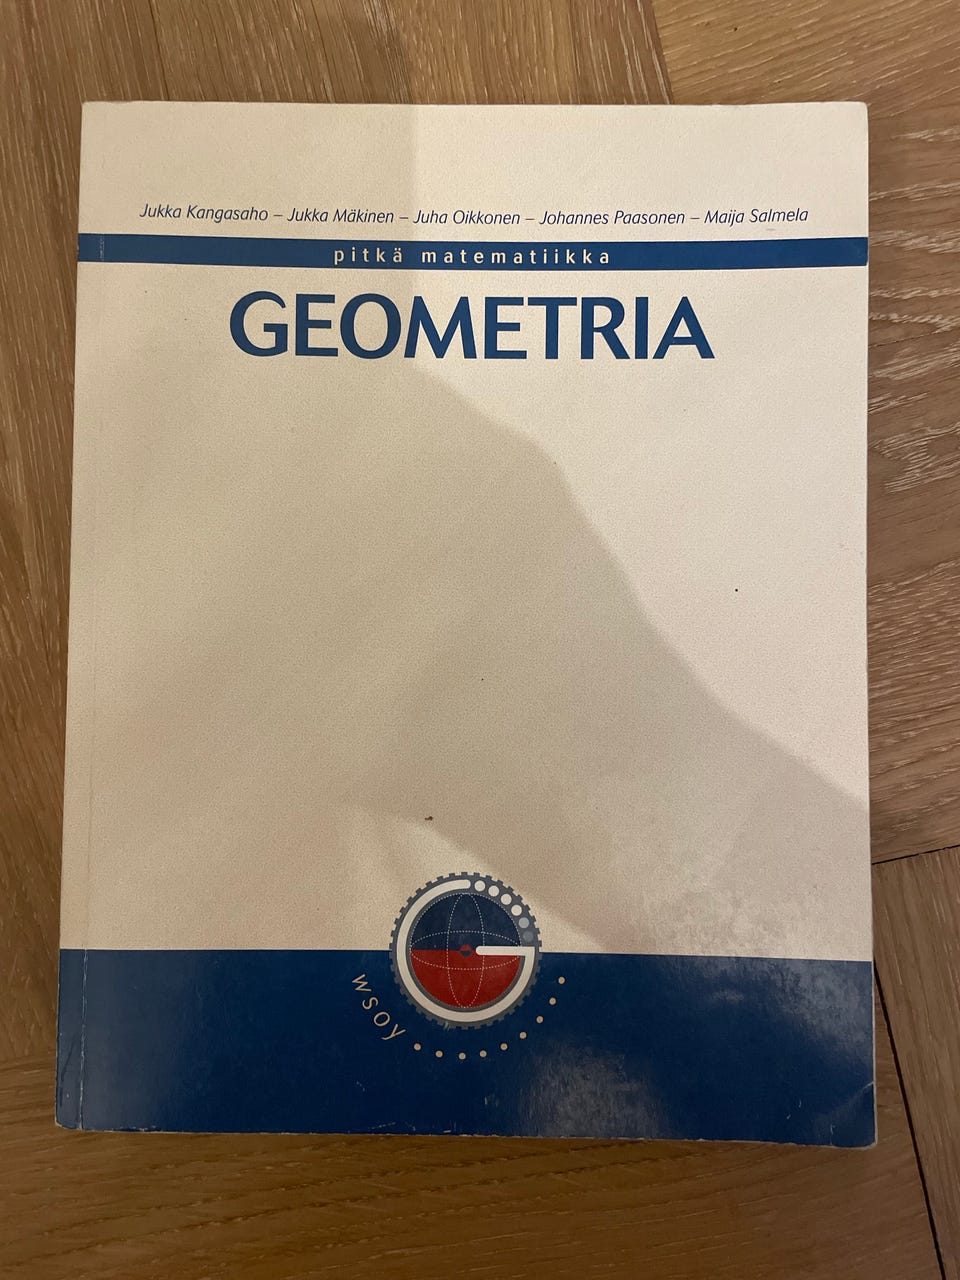 Jukka Kangasaho – Jukka Mäkinen – Juha Oikkonen – Johannes Paasonen – Maija Salmela
pitkä matematiikka
GEOMETRIA
wsoy